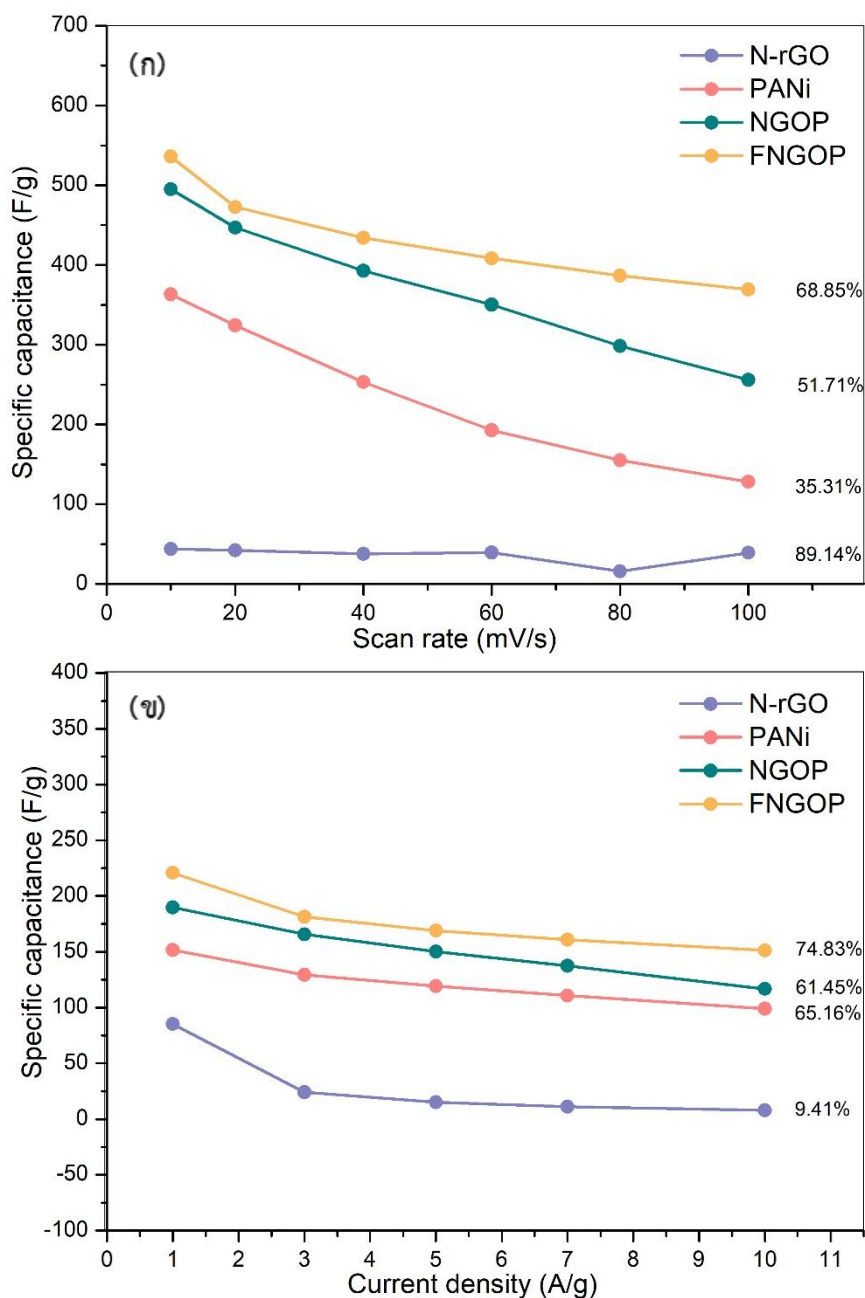 (ก)
N-rGO
PANi
NGOP
FNGOP
Specific capacitance (F/g)
700
600
500
400
300
200
100
0
68.85%
51.71%
35.31%
89.14%
0 20 40 60 80 100
Scan rate (mV/s)
(ข)
N-rGO
PANi
NGOP
FNGOP
Specific capacitance (F/g)
400
350
300
250
200
150
100
50
0
-50
-100
74.83%
61.45%
65.16%
9.41%
0 1 2 3 4 5 6 7 8 9 10 11
Current density (A/g)